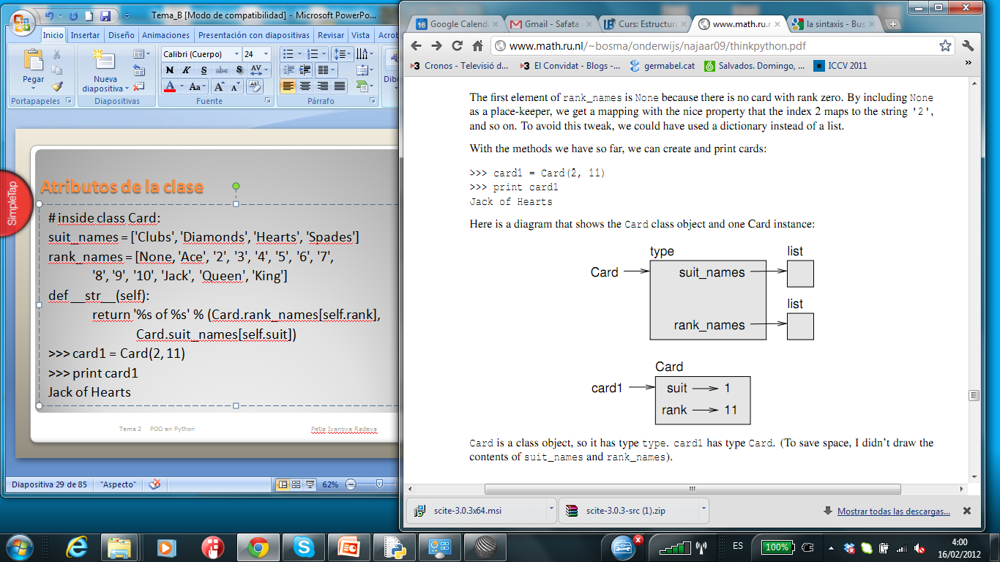 Tema_B [Modo de compatibilidad] - Microsoft PowerPo...
Inicio Insertar Diseño Animaciones Presentación con diapositivas Revisar Vista Acrob
Calibri (Cuerpo) 24
Pegar
Nueva
diapositiva
N K S abc S AV
A Aa A A
Dibu
Portapapeles Diapositivas Fuente Párrafo
SimpleTap
Atributos de la clase
# inside class Card:
suit_names = ['Clubs', 'Diamonds', 'Hearts', 'Spades']
rank_names = [None, 'Ace', '2', '3', '4', '5', '6', '7',
'8', '9', '10', 'Jack', 'Queen', 'King']
def __str__(self):
return '%s of %s' % (Card.rank_names[self.rank],
Card.suit_names[self.suit])
>>> card1 = Card(2, 11)
>>> print card1
Jack of Hearts
Tema 2 POO en Python Petia Ivanova Radeva
Diapositiva 29 de 85 "Aspecto" 62%
16 Google Calenda Gmail - Safata Curs: Estructura www.math.ru.n la sintaxis - Bus
www.math.ru.nl/~bosma/onderwijs/najaar09/thinkpython.pdf
Cronos - Televisió d... El Convidat - Blogs -... germabel.cat Salvados. Domingo, ... ICCV 2011 »
The first element of rank_names is None because there is no card with rank zero. By including None
as a place-keeper, we get a mapping with the nice property that the index 2 maps to the string '2',
and so on. To avoid this tweak, we could have used a dictionary instead of a list.
With the methods we have so far, we can create and print cards:
>>> card1 = Card(2, 11)
>>> print card1
Jack of Hearts
Here is a diagram that shows the Card class object and one Card instance:
type list
Card suit_names
list
rank_names
Card
card1 suit 1
rank 11
Card is a class object, so it has type type. card1 has type Card. (To save space, I didn't draw the
contents of suit_names and rank_names).
scite-3.0.3x64.msi scite-3.0.3-src (1).zip Mostrar todas las descargas...
ES 100% 4:00
16/02/2012